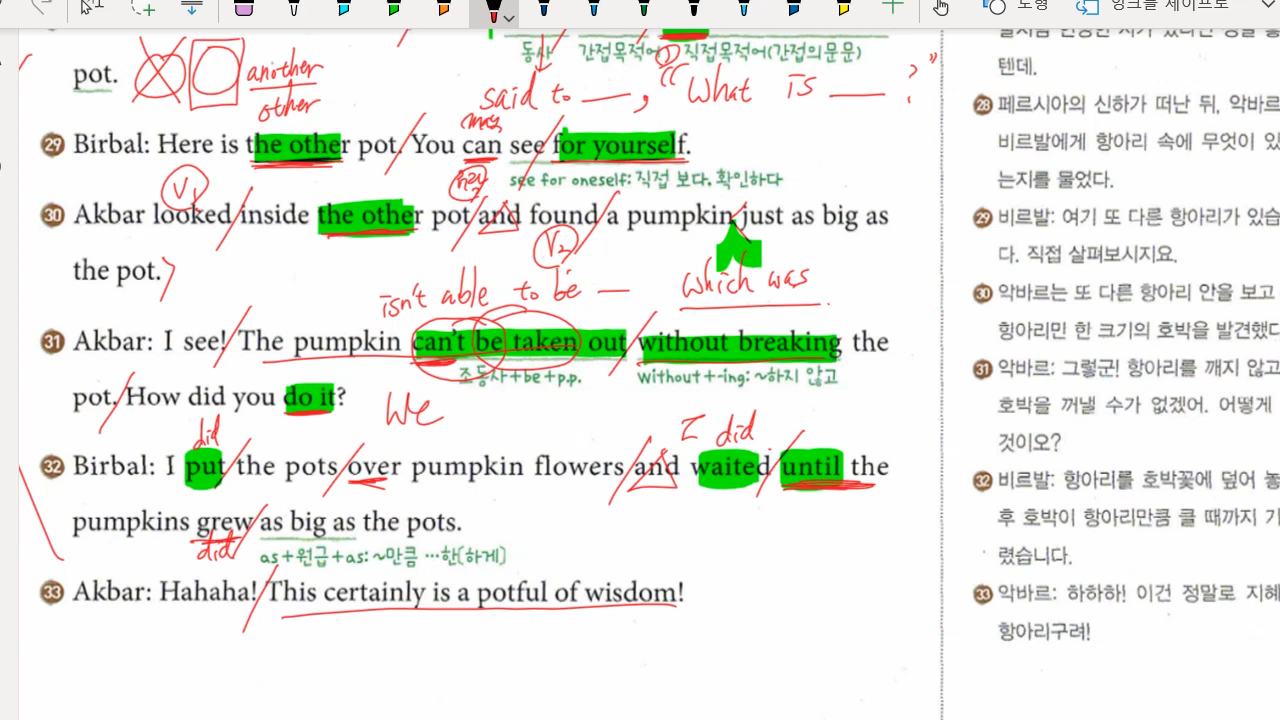 도형 잉크를 셰이프로
동사 간접목적어 직접목적어(간접의문문)
pot. another
other
said to ___, "What is ___ ?"
29 Birbal: Here is the other pot. You can see for yourself.
see for oneself: 직접 보다, 확인하다
V1
30 Akbar looked inside the other pot and found a pumpkin just as big as
V2
the pot.
isn't able to be — which was
31 Akbar: I see! The pumpkin can't be taken out without breaking the
조동사+be+p.p. without+-ing: ~하지 않고
pot. How did you do it?
We
did I did
32 Birbal: I put the pots over pumpkin flowers and waited until the
pumpkins grew as big as the pots.
did as+원급+as: ~만큼 …한[하게]
33 Akbar: Hahaha! This certainly is a potful of wisdom!
텐데.
28 페르시아의 신하가 떠난 뒤, 악바르
비르발에게 항아리 속에 무엇이 있
는지를 물었다.
29 비르발: 여기 또 다른 항아리가 있습
다. 직접 살펴보시지요.
30 악바르는 또 다른 항아리 안을 보고
항아리만 한 크기의 호박을 발견했다
31 악바르: 그렇군! 항아리를 깨지 않고
호박을 꺼낼 수가 없겠어. 어떻게
것이오?
32 비르발: 항아리를 호박꽃에 덮어 놓
후 호박이 항아리만큼 클 때까지 기
렸습니다.
33 악바르: 하하하! 이건 정말로 지혜
항아리구려!